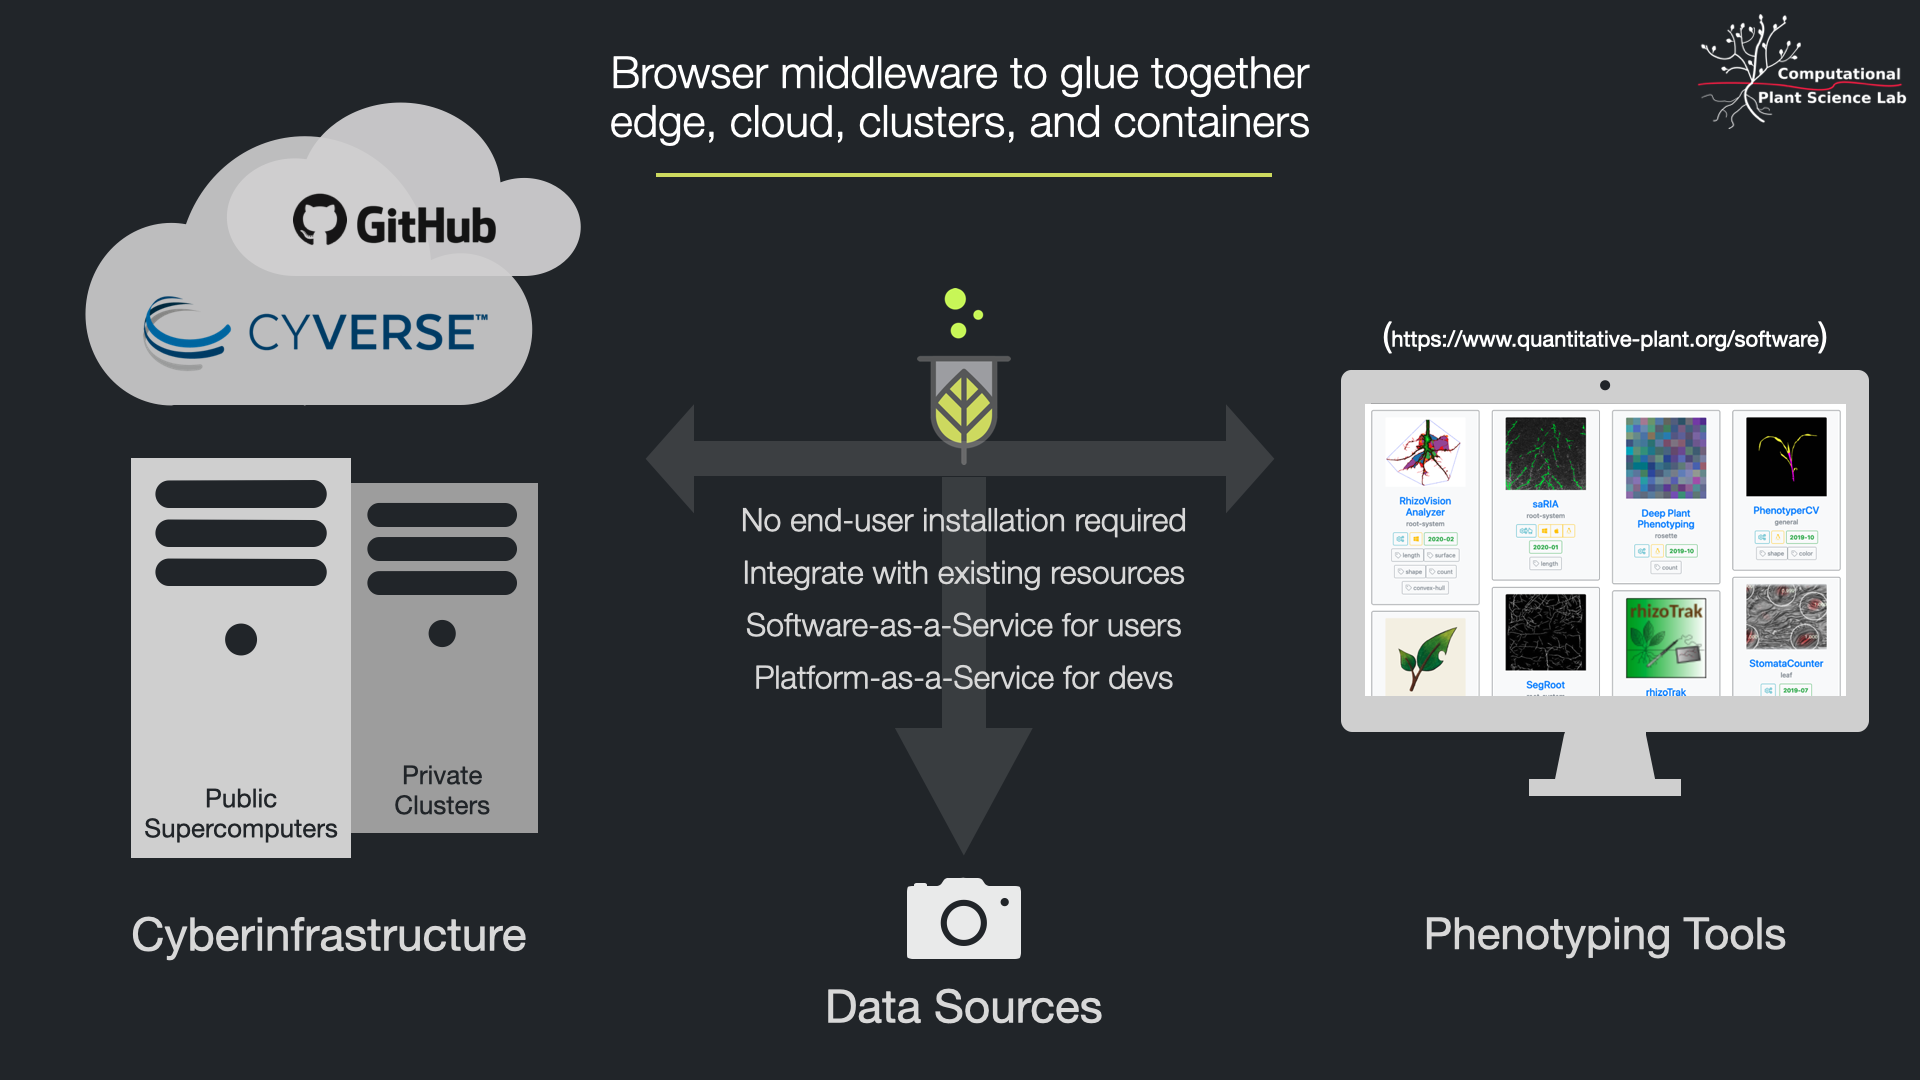 Browser middleware to glue together
edge, cloud, clusters, and containers
Computational
Plant Science Lab
GitHub
CYVERSE™
Public
Supercomputers
Private
Clusters
Cyberinfrastructure
No end-user installation required
Integrate with existing resources
Software-as-a-Service for users
Platform-as-a-Service for devs
Data Sources
(https://www.quantitative-plant.org/software)
RhizoVision
Analyzer
root-system
2020-02
length surface
shape count
convex-hull
saRIA
root-system
2020-01
length
SegRoot
root-system
Deep Plant
Phenotyping
rosette
2019-10
count
rhizoTrak
rhizoTrak
PhenotyperCV
general
2019-10
shape color
StomataCounter
leaf
2019-07
Phenotyping Tools